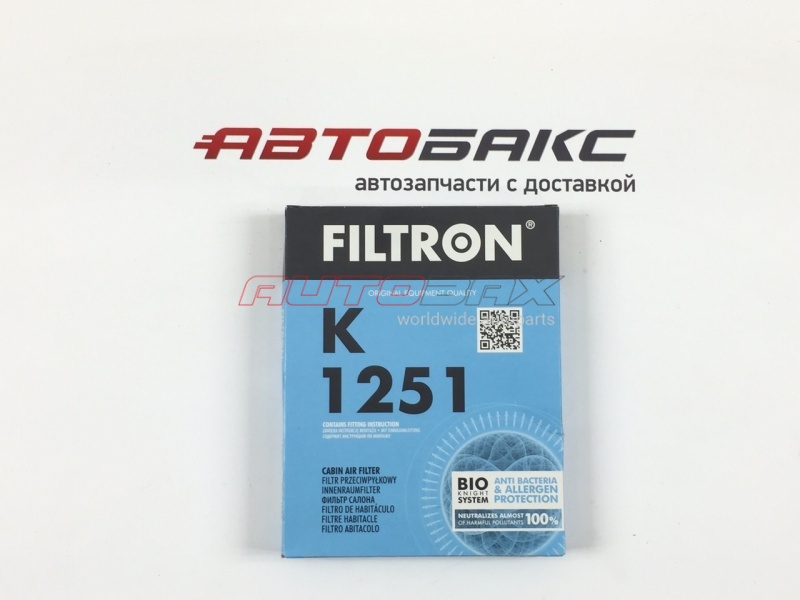 АВТОБАКС
автозапчасти с доставкой
FILTRON®
AUTOBAX
ORIGINAL EQUIPMENT QUALITY
worldwide parts
K
1251
CONTAINS FITTING INSTRUCTION
CABIN AIR FILTER
FILTR PRZECIWPYŁKOWY
INNENRAUMFILTER
ФИЛЬТР САЛОНА
FILTRO DE HABITÁCULO
FILTRE HABITACLE
FILTRO ABITACOLO
BIO
KNIGHT
SYSTEM
ANTI BACTERIA
& ALLERGEN
PROTECTION
NEUTRALIZES ALMOST
OF HARMFUL POLLUTANTS 100%